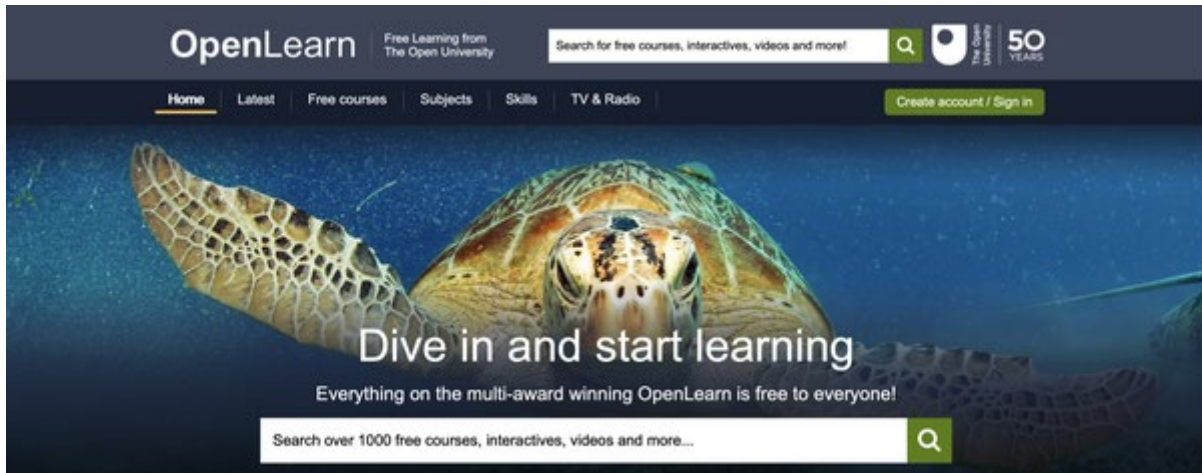 OpenLearn
Free Learning from
The Open University
Search for free courses, interactives, videos and more!
The Open
University
50
YEARS
Home Latest Free courses Subjects Skills TV & Radio
Create account / Sign in
Dive in and start learning
Everything on the multi-award winning OpenLearn is free to everyone!
Search over 1000 free courses, interactives, videos and more...